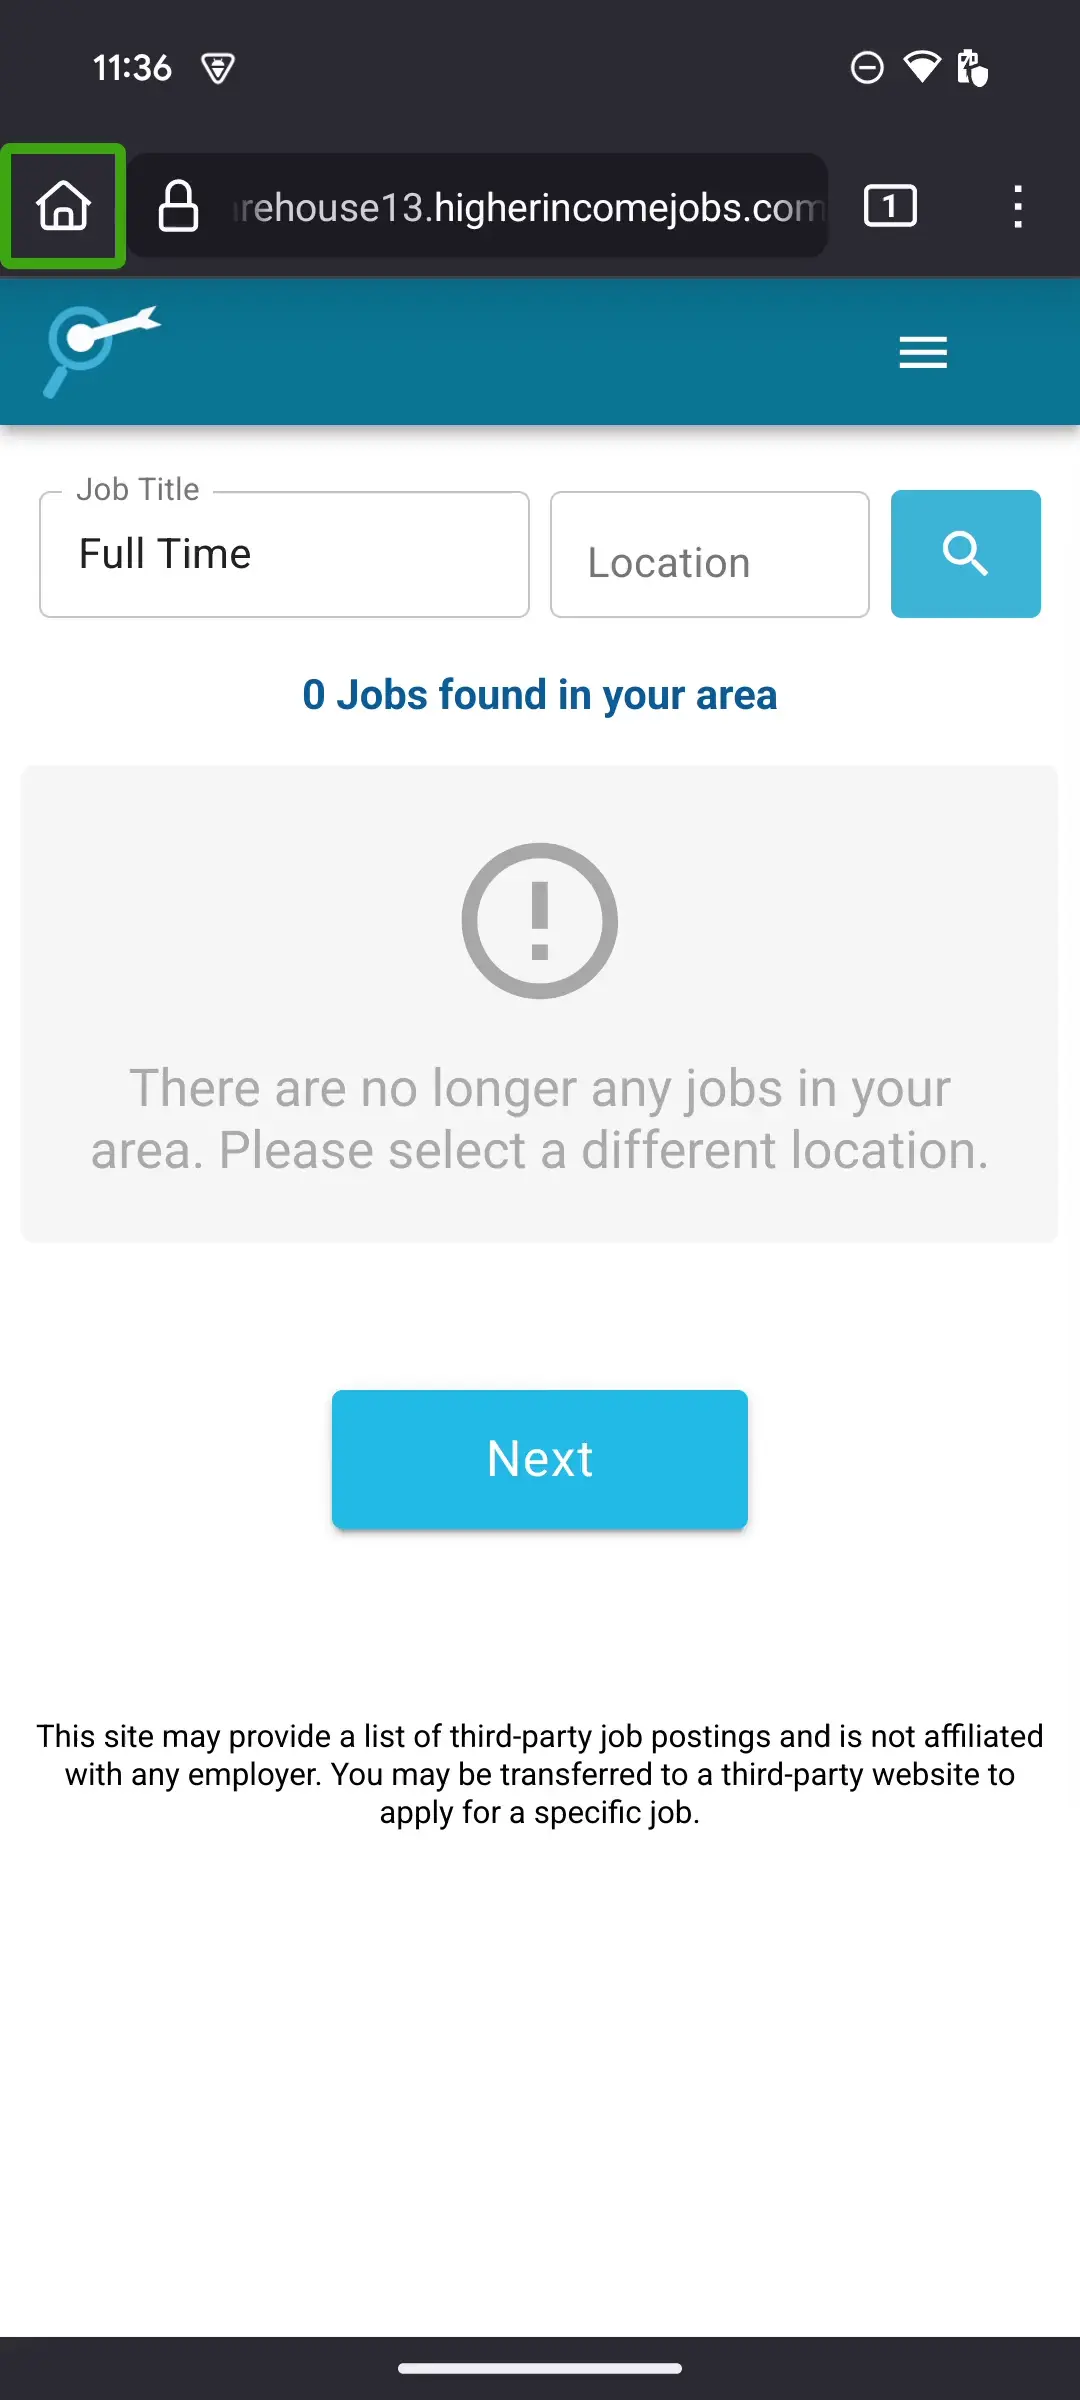 11:36
rehouse13.higherincomejobs.com
1
Job Title
Full Time
Location
0 Jobs found in your area
There are no longer any jobs in your
area. Please select a different location.
Next
This site may provide a list of third-party job postings and is not affiliated
with any employer. You may be transferred to a third-party website to
apply for a specific job.